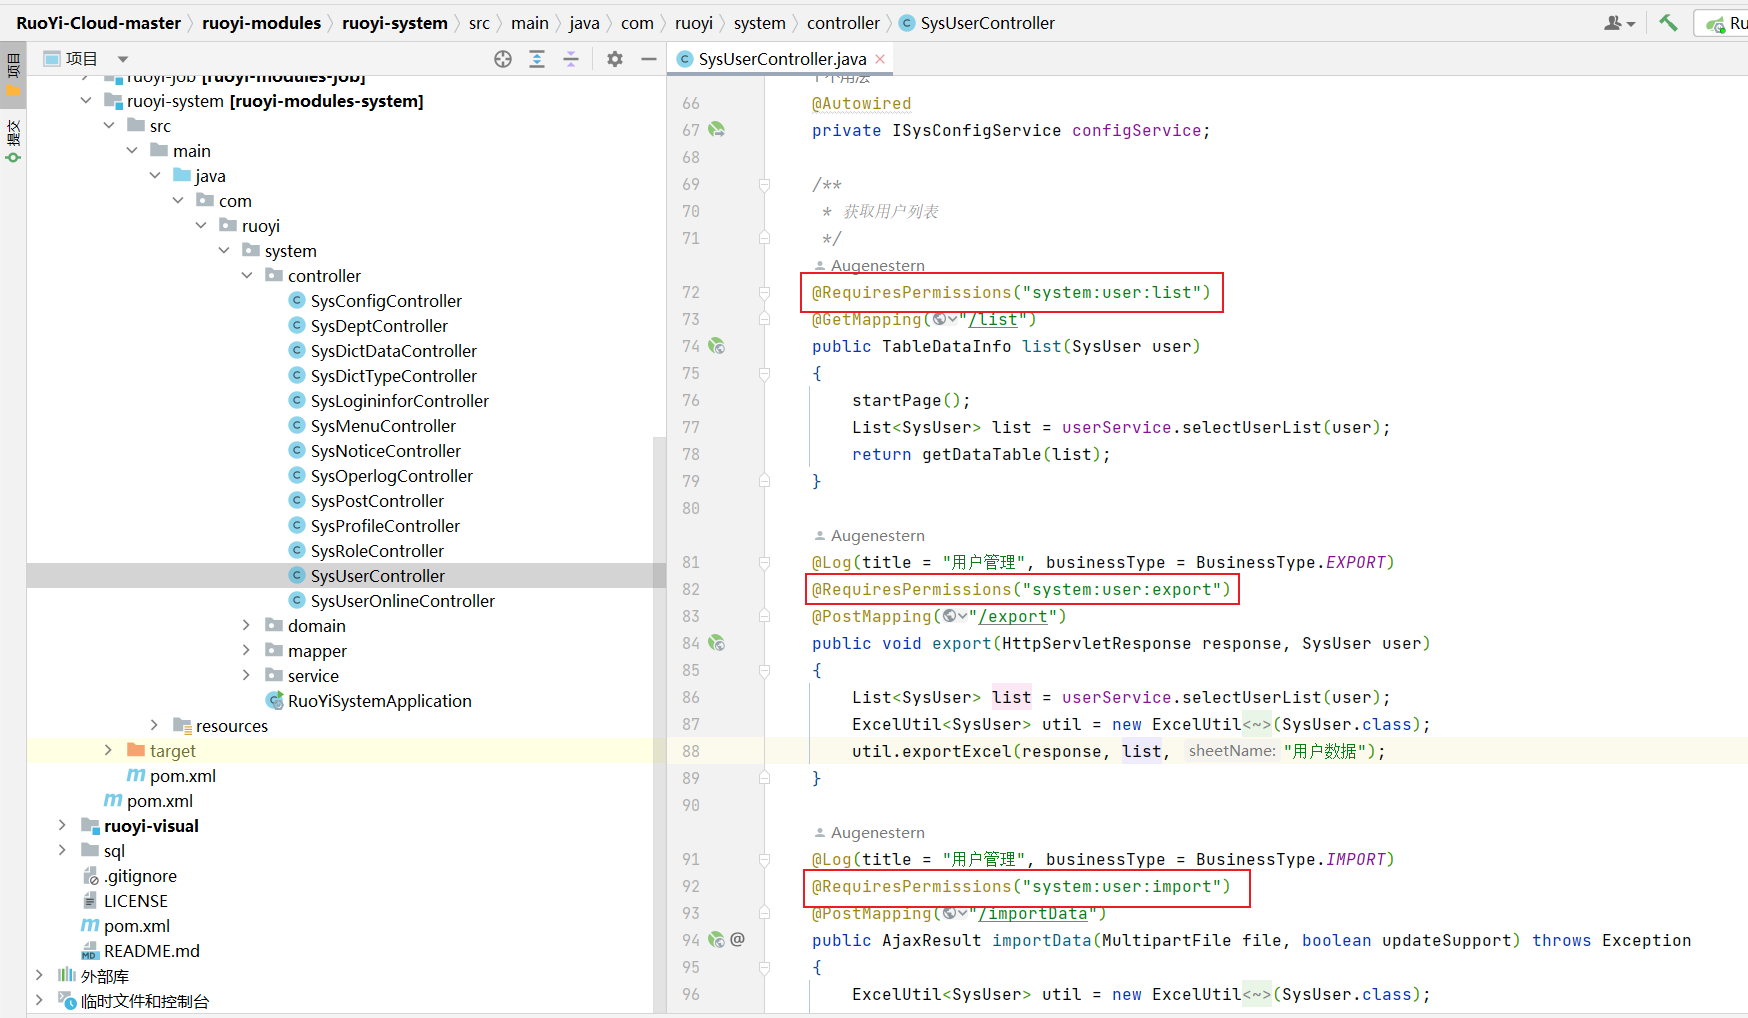 RuoYi-Cloud-master ruoyi-modules ruoyi-system src main java com ruoyi system controller SysUserController Ru
项目
提交
项目
SysUserController.java
ruoyi-job [ruoyi-modules-job]
ruoyi-system [ruoyi-modules-system]
src
main
java
com
ruoyi
system
controller
SysConfigController
SysDeptController
SysDictDataController
SysDictTypeController
SysLogininforController
SysMenuController
SysNoticeController
SysOperlogController
SysPostController
SysProfileController
SysRoleController
SysUserController
SysUserOnlineController
domain
mapper
service
RuoYiSystemApplication
resources
target
pom.xml
pom.xml
ruoyi-visual
sql
.gitignore
LICENSE
pom.xml
README.md
外部库
临时文件和控制台
1个用法
66 @Autowired
67 private ISysConfigService configService;
68
69 /**
70 * 获取用户列表
71 */
Augenestern
72 @RequiresPermissions("system:user:list")
73 @GetMapping("/list")
74 public TableDataInfo list(SysUser user)
75 {
76 startPage();
77 List<SysUser> list = userService.selectUserList(user);
78 return getDataTable(list);
79 }
80
Augenestern
81 @Log(title = "用户管理", businessType = BusinessType.EXPORT)
82 @RequiresPermissions("system:user:export")
83 @PostMapping("/export")
84 public void export(HttpServletResponse response, SysUser user)
85 {
86 List<SysUser> list = userService.selectUserList(user);
87 ExcelUtil<SysUser> util = new ExcelUtil<~>(SysUser.class);
88 util.exportExcel(response, list, sheetName: "用户数据");
89 }
90
Augenestern
91 @Log(title = "用户管理", businessType = BusinessType.IMPORT)
92 @RequiresPermissions("system:user:import")
93 @PostMapping("/importData")
94 @ public AjaxResult importData(MultipartFile file, boolean updateSupport) throws Exception
95 {
96 ExcelUtil<SysUser> util = new ExcelUtil<~>(SysUser.class);